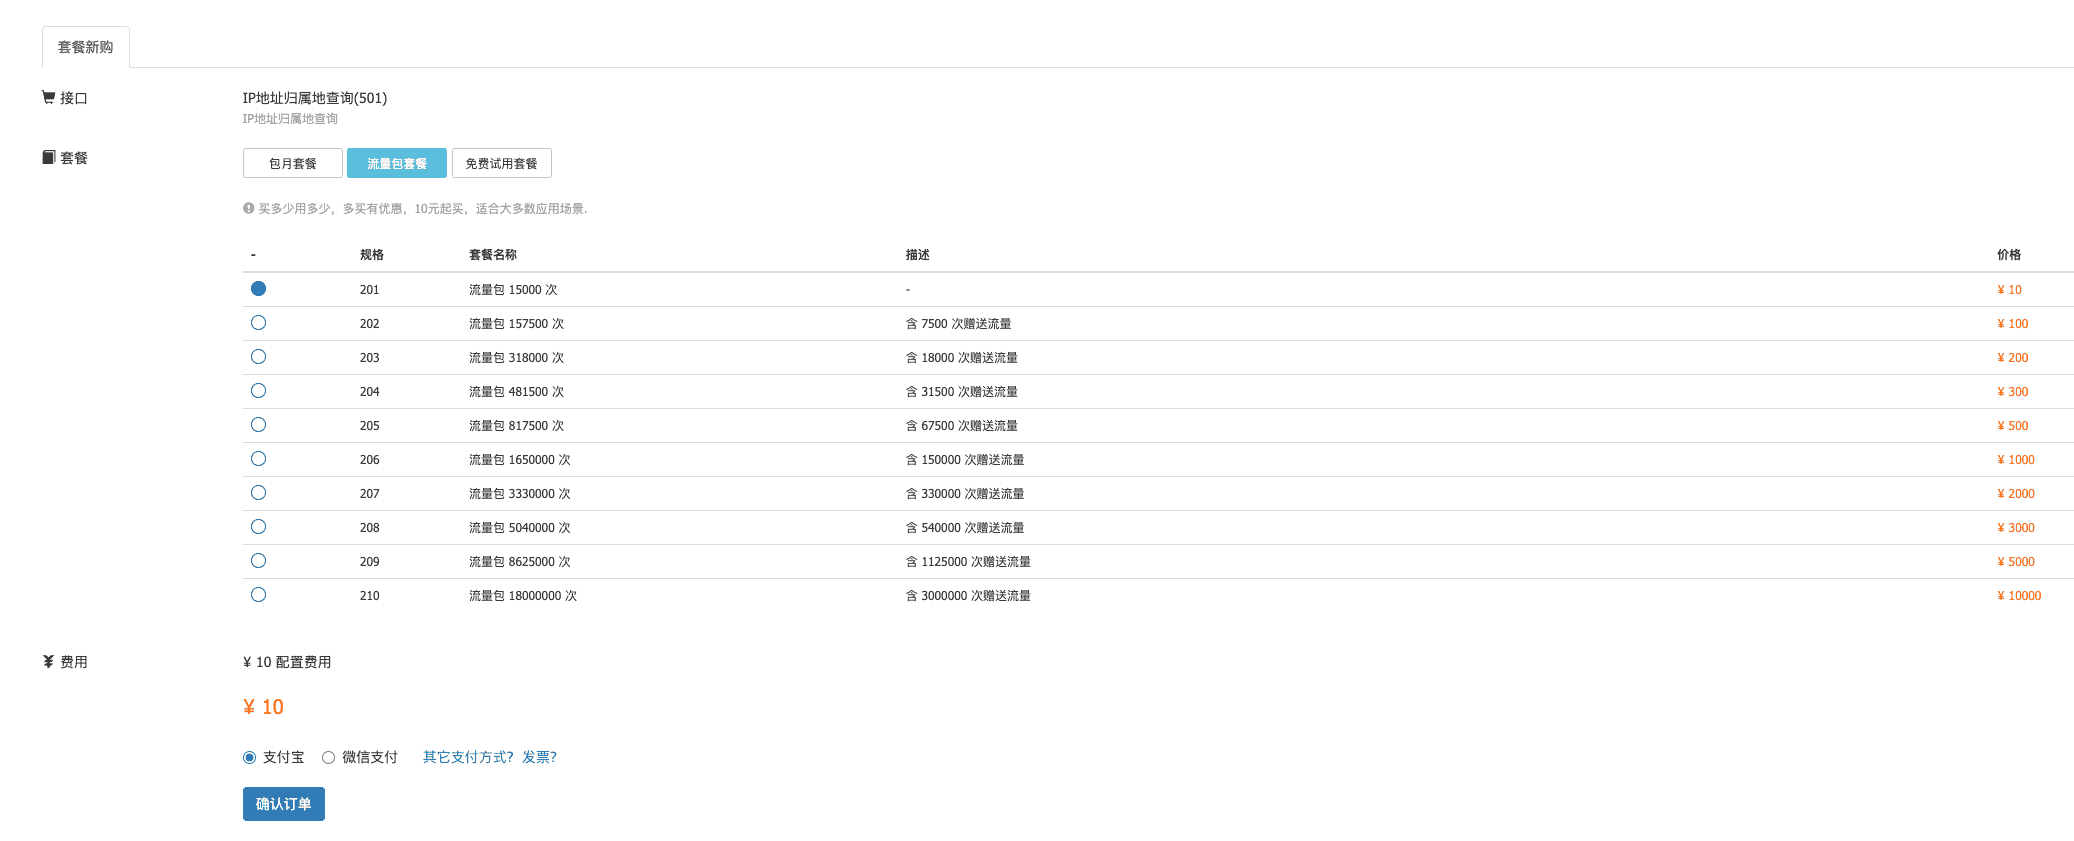 套餐新购
接口
IP地址归属地查询(501)
IP地址归属地查询
套餐
包月套餐 流量包套餐 免费试用套餐
买多少用多少，多买有优惠，10元起买，适合大多数应用场景.
- 规格 套餐名称 描述 价格
201 流量包 15000 次 - ¥ 10
202 流量包 157500 次 含 7500 次赠送流量 ¥ 100
203 流量包 318000 次 含 18000 次赠送流量 ¥ 200
204 流量包 481500 次 含 31500 次赠送流量 ¥ 300
205 流量包 817500 次 含 67500 次赠送流量 ¥ 500
206 流量包 1650000 次 含 150000 次赠送流量 ¥ 1000
207 流量包 3330000 次 含 330000 次赠送流量 ¥ 2000
208 流量包 5040000 次 含 540000 次赠送流量 ¥ 3000
209 流量包 8625000 次 含 1125000 次赠送流量 ¥ 5000
210 流量包 18000000 次 含 3000000 次赠送流量 ¥ 10000
费用 ¥ 10 配置费用
¥ 10
支付宝 微信支付 其它支付方式? 发票?
确认订单